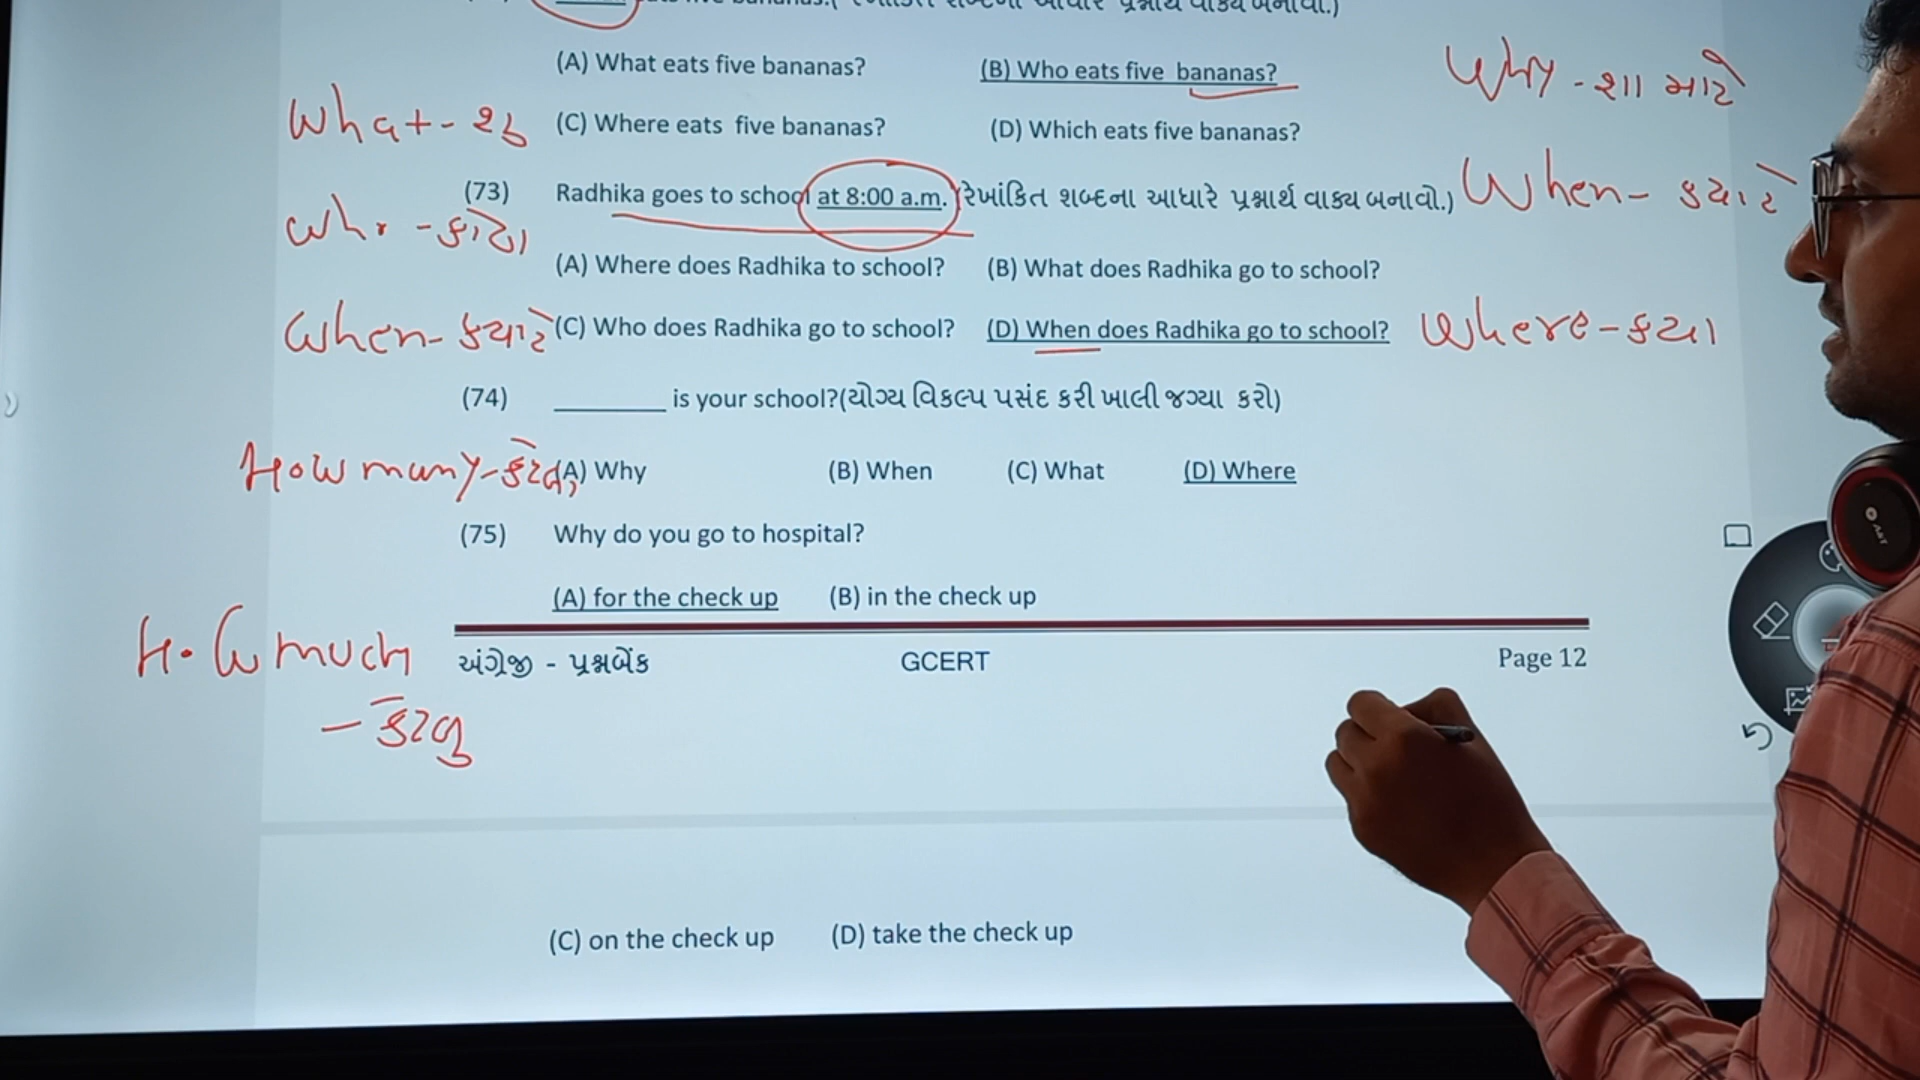 five bananas.(
(A) What eats five bananas? (B) Who eats five bananas?
Why - શા માટે
What - શું
(C) Where eats five bananas? (D) Which eats five bananas?
(73) Radhika goes to school at 8:00 a.m. (રેખાંકિત શબ્દના આધારે પ્રશ્નાર્થ વાક્ય બનાવો.)
When - ક્યારે
Who - કોણ
(A) Where does Radhika to school? (B) What does Radhika go to school?
When - ક્યારે
(C) Who does Radhika go to school? (D) When does Radhika go to school?
Where - ક્યા
(74) ________ is your school?(યોગ્ય વિકલ્પ પસંદ કરી ખાલી જગ્યા કરો)
How many -
(A) Why (B) When (C) What (D) Where
(75) Why do you go to hospital?
(A) for the check up (B) in the check up
How much
- કેટલુ
અંગ્રેજી - પ્રશ્નબેંક GCERT Page 12
(C) on the check up (D) take the check up